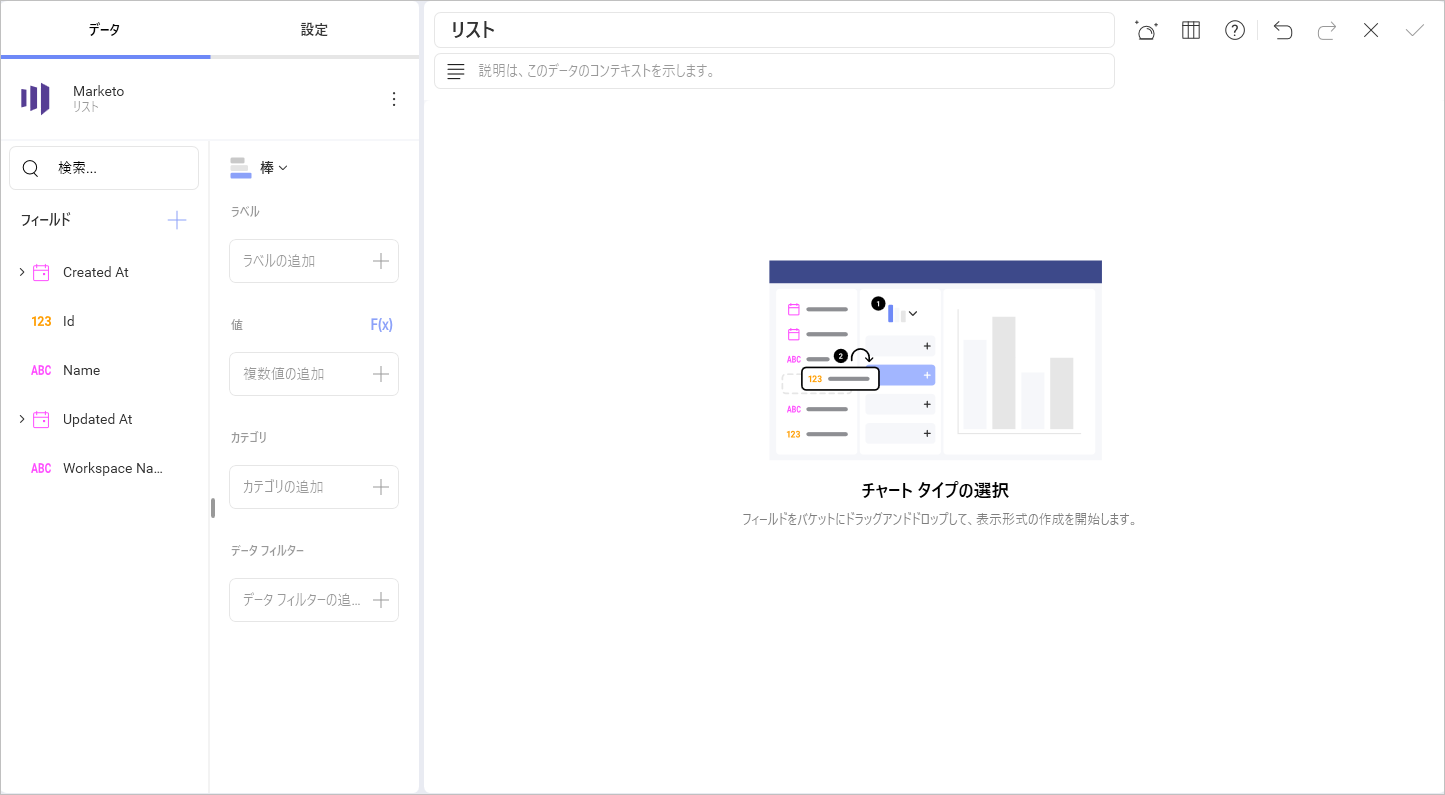 データ
設定
Marketo
リスト
検索...
フィールド
Created At
123 Id
ABC Name
Updated At
ABC Workspace Na...
棒
ラベル
ラベルの追加
値 F(x)
複数値の追加
カテゴリ
カテゴリの追加
データ フィルター
データ フィルターの追...
リスト
説明は、このデータのコンテキストを示します。
1
ABC
2
123
ABC
123
チャート タイプの選択
フィールドをバケットにドラッグアンドドロップして、表示形式の作成を開始します。